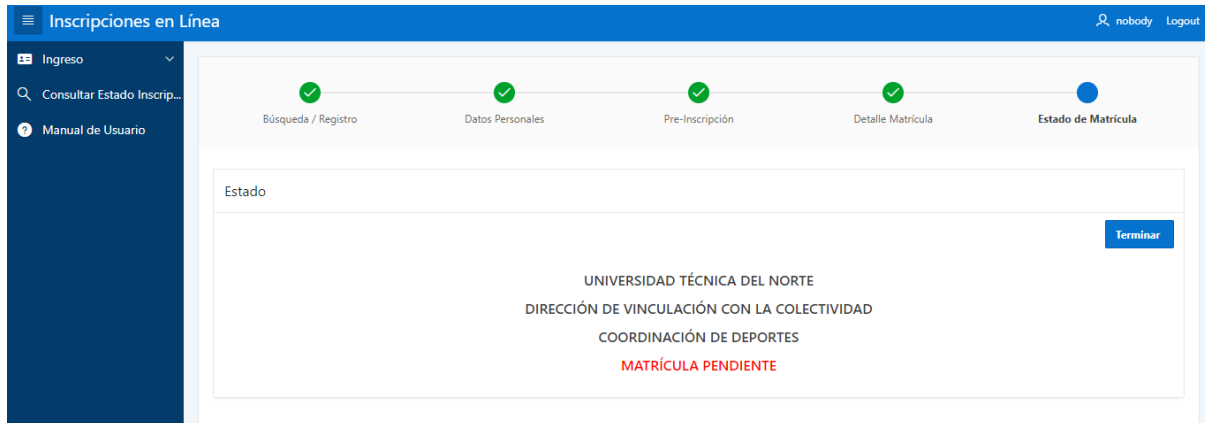 Inscripciones en Línea
nobody Logout
Ingreso
Consultar Estado Inscrip...
Manual de Usuario
Búsqueda / Registro
Datos Personales
Pre-Inscripción
Detalle Matrícula
Estado de Matrícula
Estado
Terminar
UNIVERSIDAD TÉCNICA DEL NORTE
DIRECCIÓN DE VINCULACIÓN CON LA COLECTIVIDAD
COORDINACIÓN DE DEPORTES
MATRÍCULA PENDIENTE